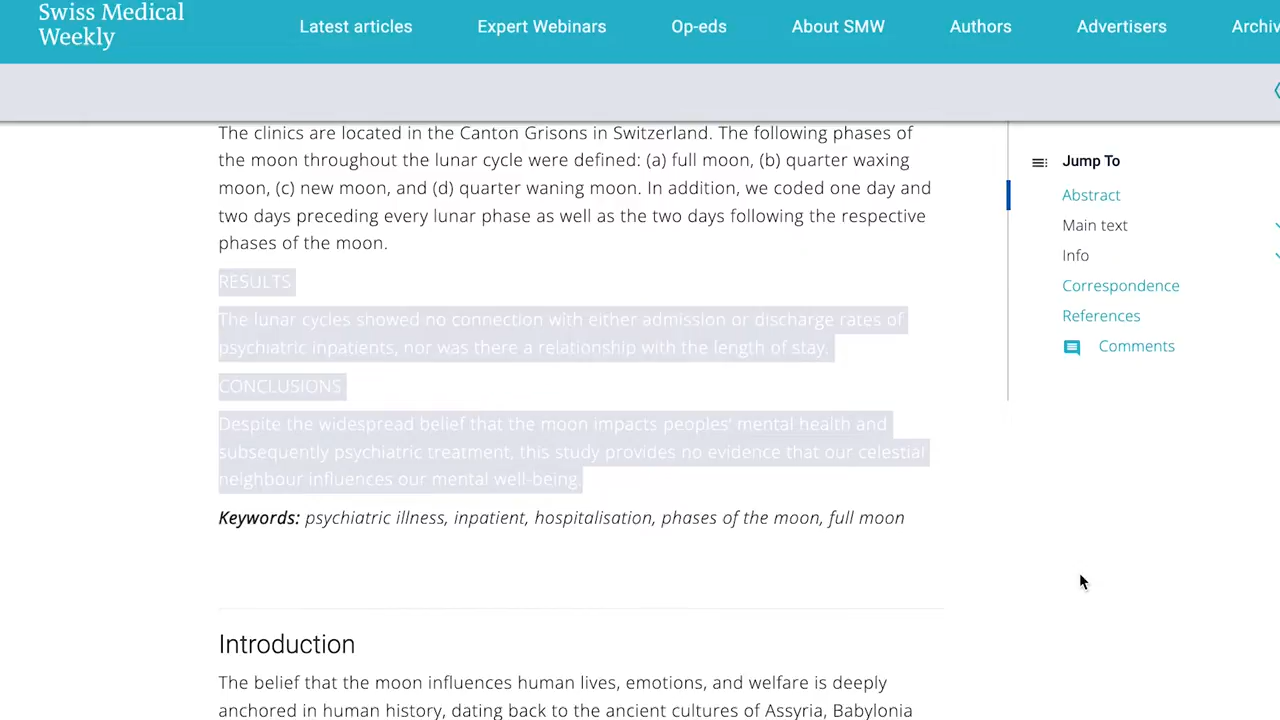 Swiss Medical
Weekly
Latest articles
Expert Webinars
Op-eds
About SMW
Authors
Advertisers
Archiv
The clinics are located in the Canton Grisons in Switzerland. The following phases of
the moon throughout the lunar cycle were defined: (a) full moon, (b) quarter waxing
moon, (c) new moon, and (d) quarter waning moon. In addition, we coded one day and
two days preceding every lunar phase as well as the two days following the respective
phases of the moon.
RESULTS
The lunar cycles showed no connection with either admission or discharge rates of
psychiatric inpatients, nor was there a relationship with the length of stay.
CONCLUSIONS
Despite the widespread belief that the moon impacts peoples' mental health and
subsequently psychiatric treatment, this study provides no evidence that our celestial
neighbour influences our mental well-being.
Keywords: psychiatric illness, inpatient, hospitalisation, phases of the moon, full moon
Introduction
The belief that the moon influences human lives, emotions, and welfare is deeply
anchored in human history, dating back to the ancient cultures of Assyria, Babylonia
Jump To
Abstract
Main text
Info
Correspondence
References
Comments